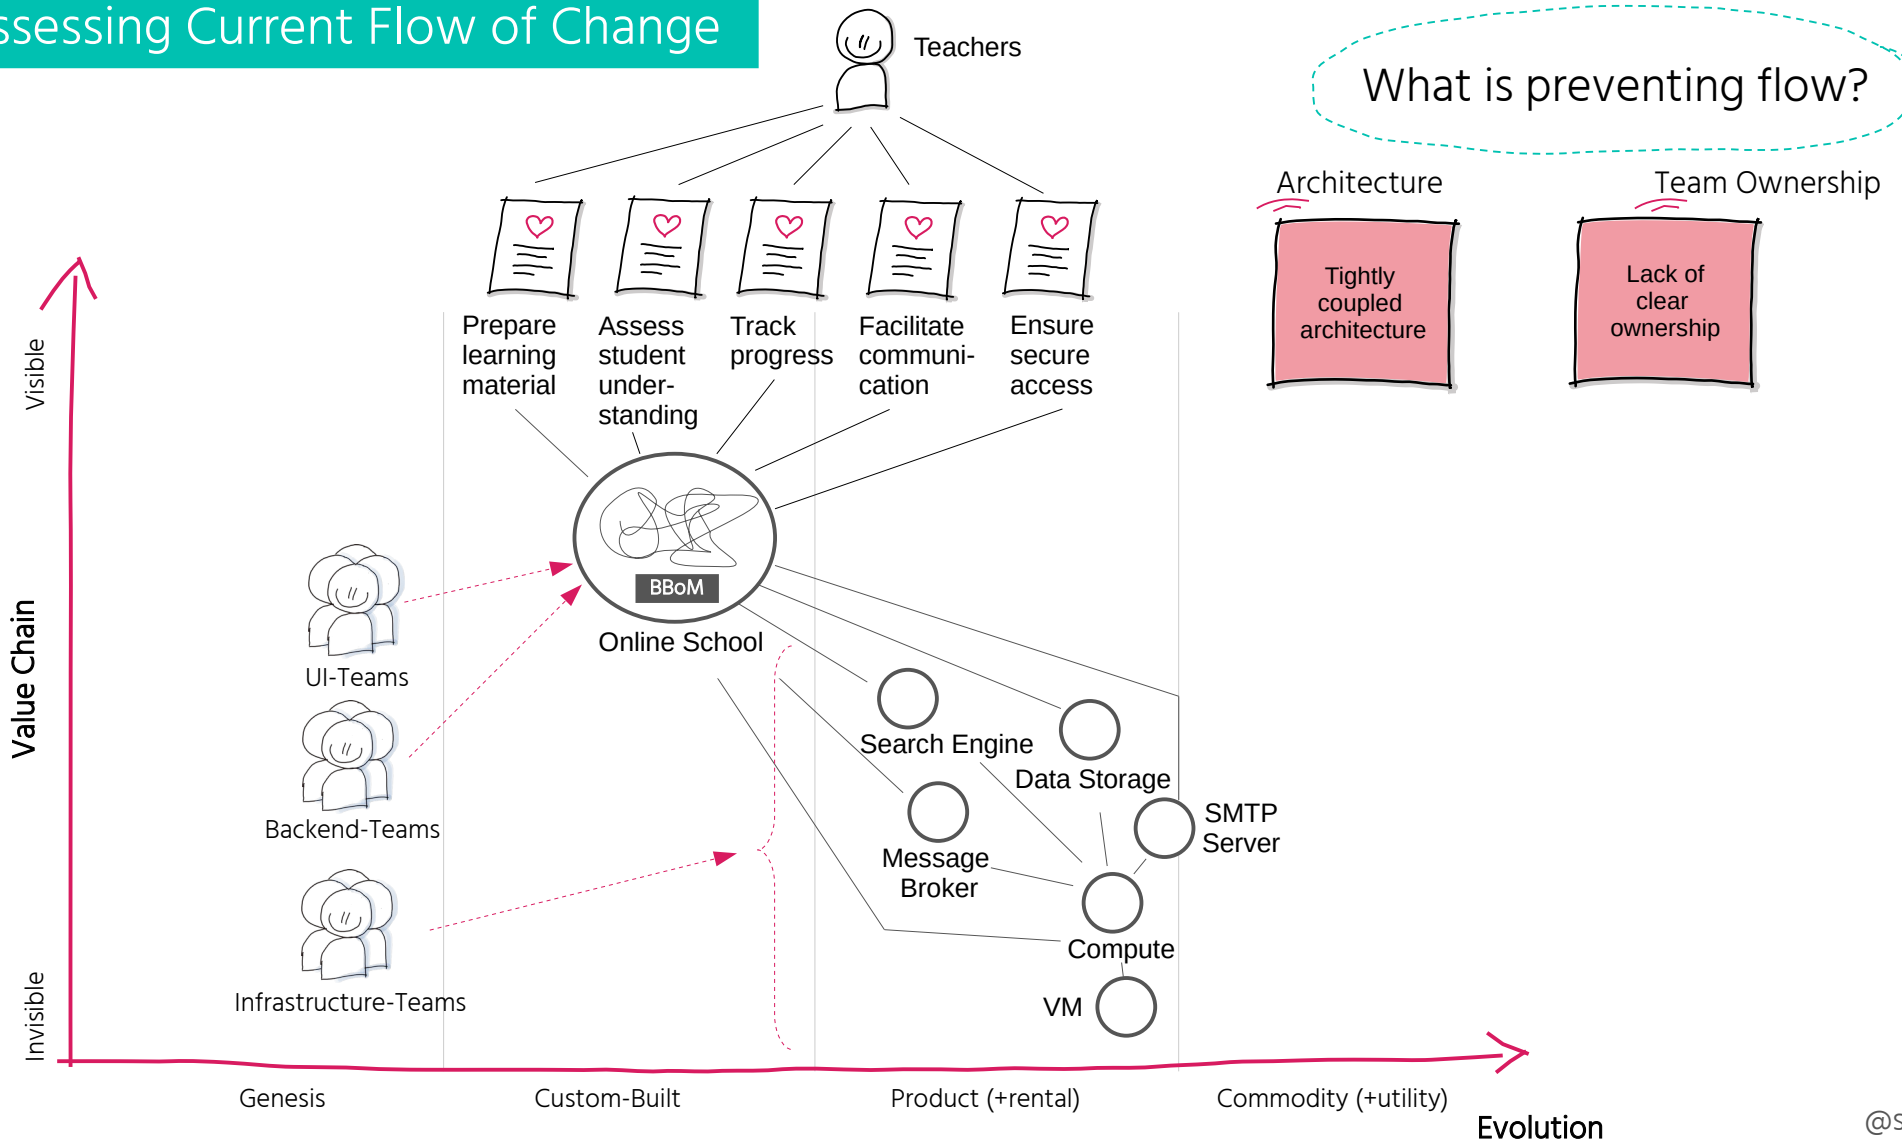 ssessing Current Flow of Change
Teachers
What is preventing flow?
Architecture
Team Ownership
Tightly
coupled
architecture
Lack of
clear
ownership
Prepare
learning
material
Assess
student
under-
standing
Track
progress
Facilitate
communi-
cation
Ensure
secure
access
Visible
Value Chain
Invisible
BBoM
Online School
UI-Teams
Backend-Teams
Infrastructure-Teams
Search Engine
Data Storage
SMTP
Server
Message
Broker
Compute
VM
Genesis
Custom-Built
Product (+rental)
Commodity (+utility)
Evolution
@s